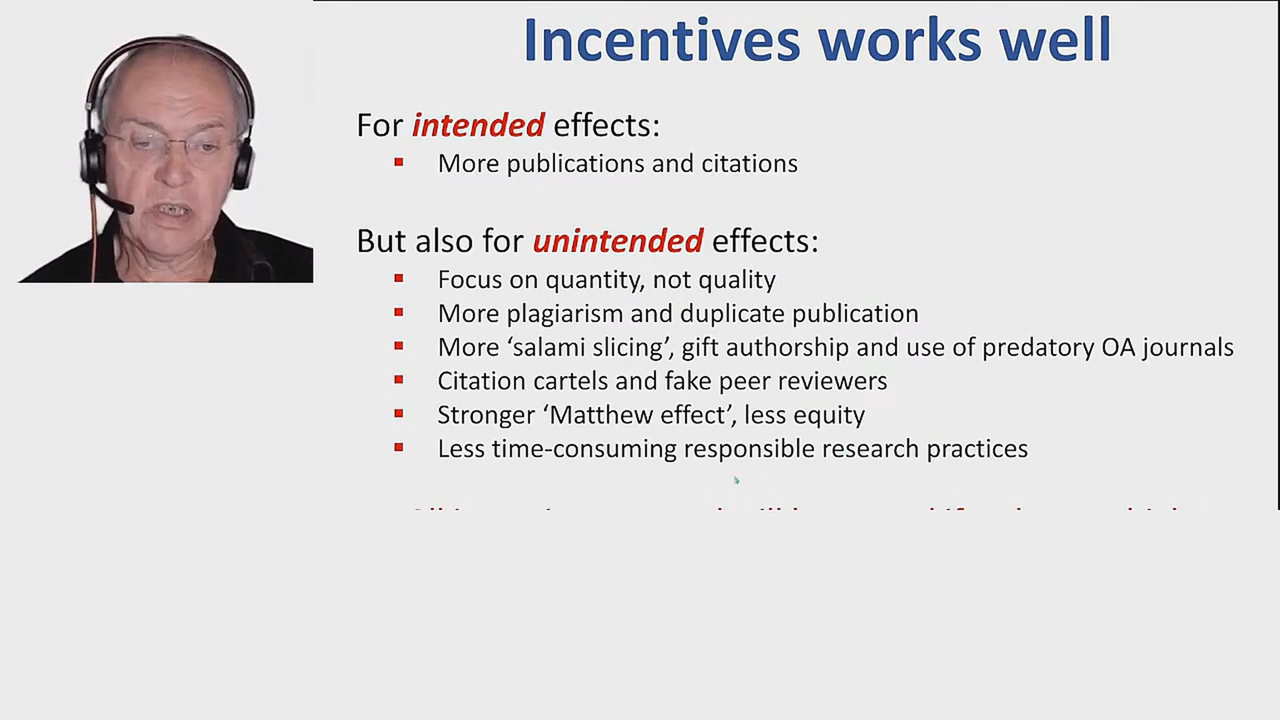 Incentives works well
For intended effects:
▪ More publications and citations
But also for unintended effects:
▪ Focus on quantity, not quality
▪ More plagiarism and duplicate publication
▪ More ‘salami slicing’, gift authorship and use of predatory OA journals
▪ Citation cartels and fake peer reviewers
▪ Stronger ‘Matthew effect’, less equity
▪ Less time-consuming responsible research practices